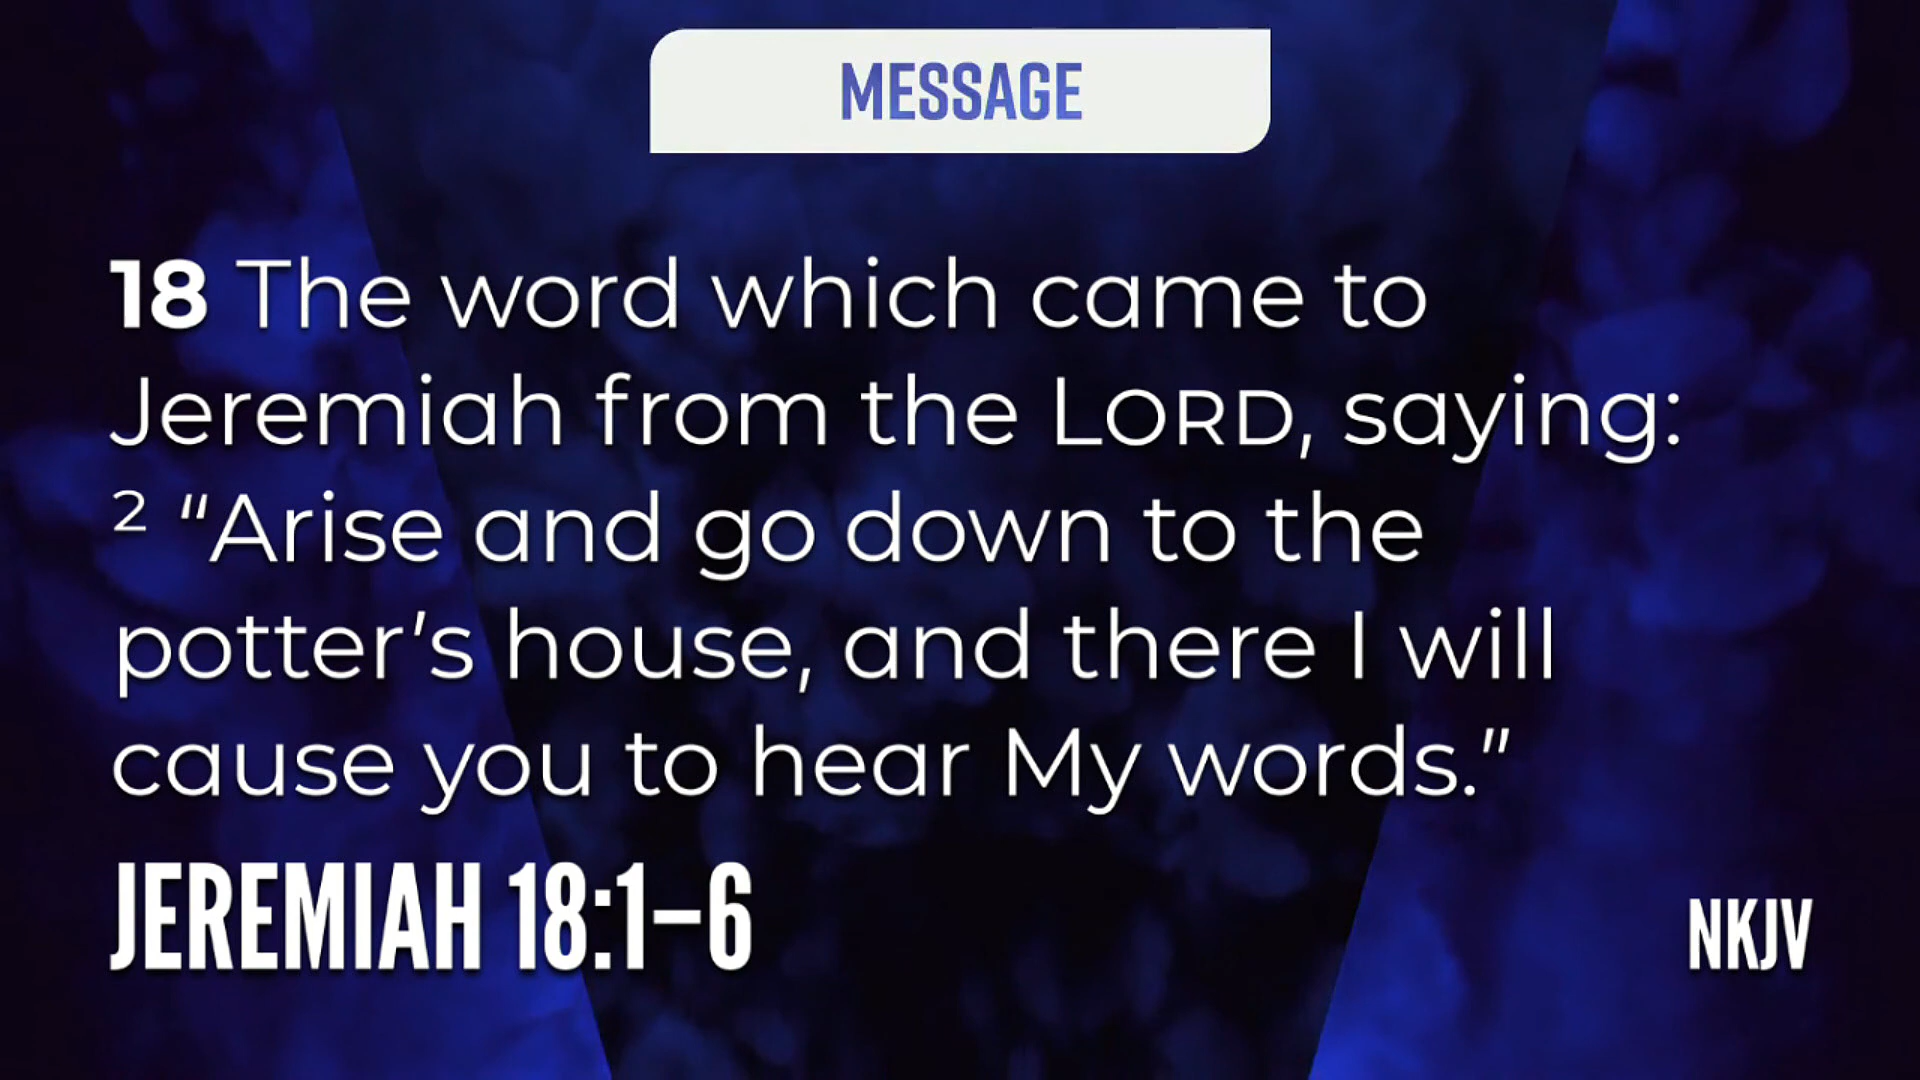 MESSAGE
18 The word which came to
Jeremiah from the LORD, saying:
2 “Arise and go down to the
potter’s house, and there I will
cause you to hear My words.”
JEREMIAH 18:1–6
NKJV